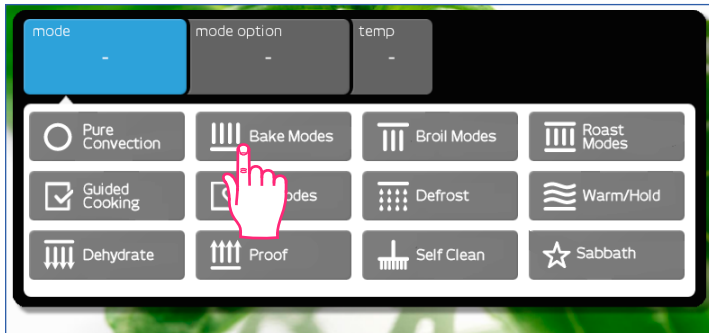 mode
mode option
temp
-
-
-
Pure
Convection
Bake Modes
Broil Modes
Roast
Modes
Guided
Cooking
Defrost
Warm/Hold
Dehydrate
Proof
Self Clean
Sabbath